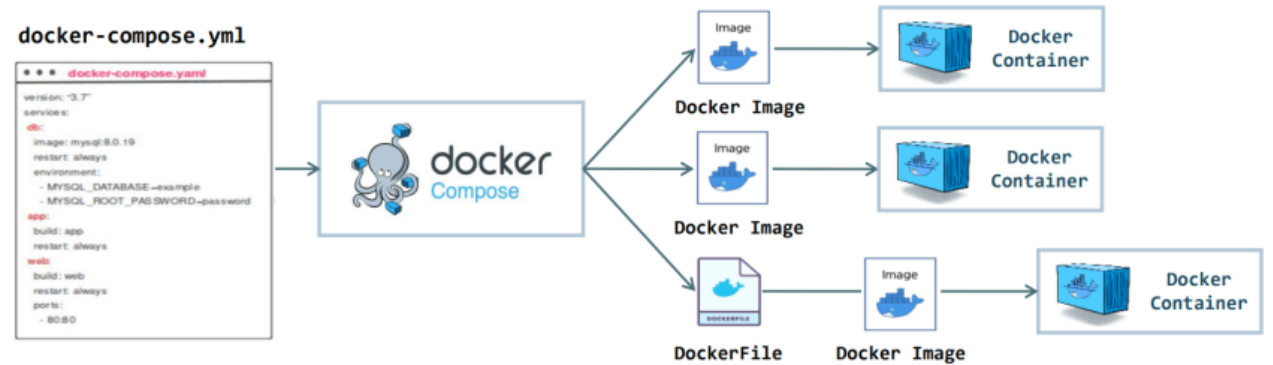 docker-compose.yml
docker-compose.yaml
version: "3.7"
services:
db:
image: mysql:8.0.19
restart: always
environment:
- MYSQL_DATABASE=example
- MYSQL_ROOT_PASSWORD=password
app:
build: app
restart: always
web:
build: web
restart: always
ports:
- 80:80
docker
Compose
Image
Docker Image
Docker
Container
Image
Docker Image
Docker
Container
DOCKERFILE
DockerFile
Image
Docker Image
Docker
Container